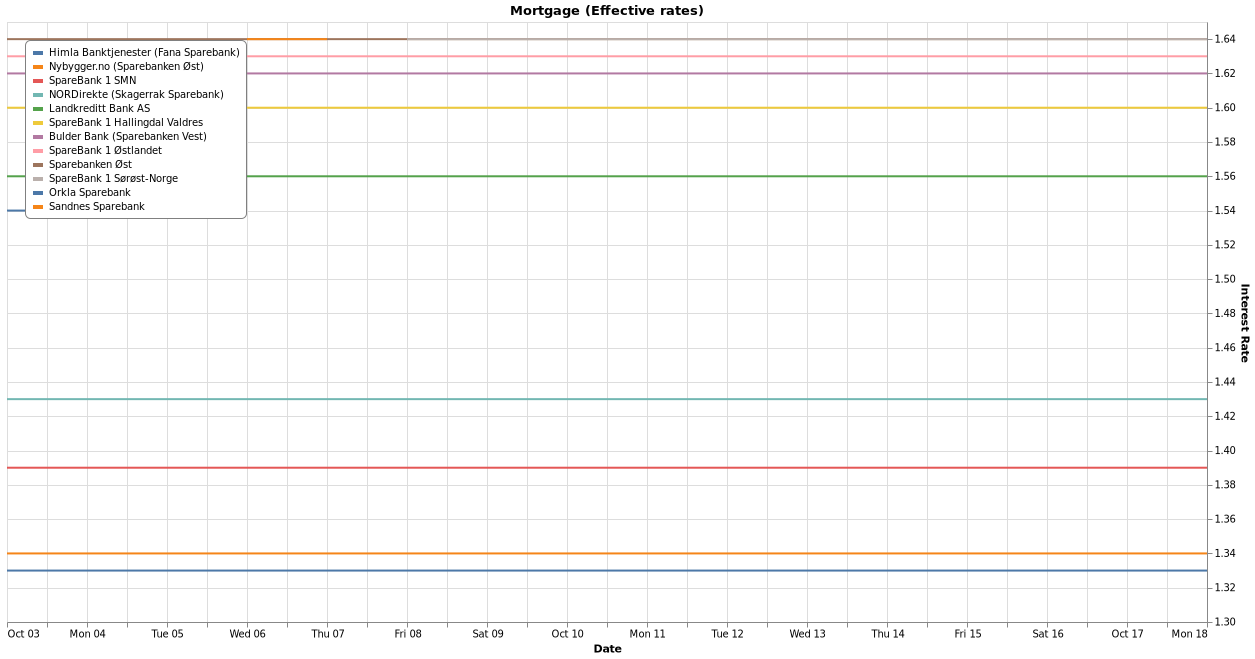 Mortgage (Effective rates)
Himla Banktjenester (Fana Sparebank)
Nybygger.no (Sparebanken Øst)
SpareBank 1 SMN
NORDirekte (Skagerrak Sparebank)
Landkreditt Bank AS
SpareBank 1 Hallingdal Valdres
Bulder Bank (Sparebanken Vest)
SpareBank 1 Østlandet
Sparebanken Øst
SpareBank 1 Sørøst-Norge
Orkla Sparebank
Sandnes Sparebank
1.64
1.62
1.60
1.58
1.56
1.54
1.52
1.50
1.48
1.46
1.44
1.42
1.40
1.38
1.36
1.34
1.32
1.30
Interest Rate
Oct 03 Mon 04 Tue 05 Wed 06 Thu 07 Fri 08 Sat 09 Oct 10 Mon 11 Tue 12 Wed 13 Thu 14 Fri 15 Sat 16 Oct 17 Mon 18
Date